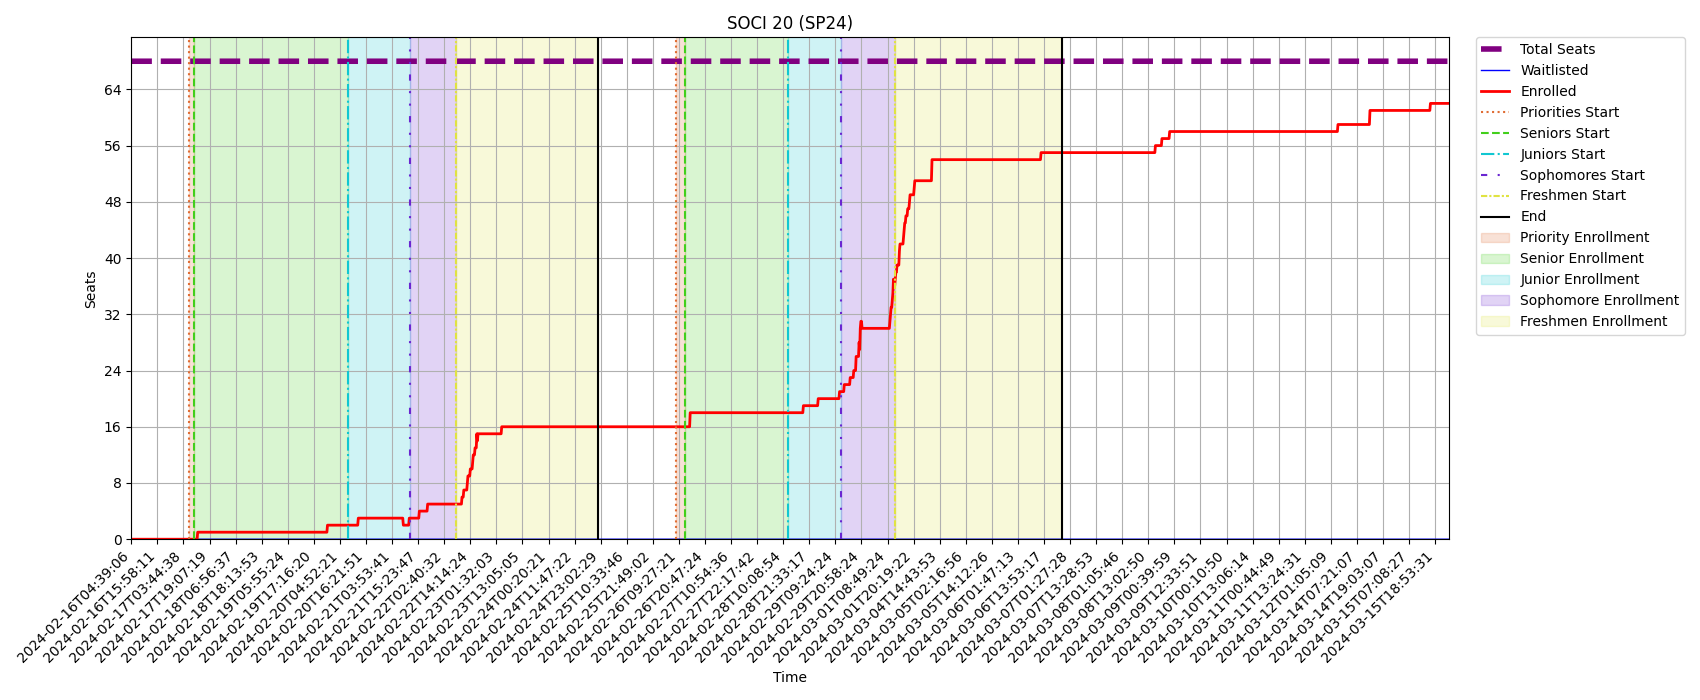 SOCI 20 (SP24)
Total Seats
Waitlisted
Enrolled
Priorities Start
Seniors Start
Juniors Start
Sophomores Start
Freshmen Start
End
Priority Enrollment
Senior Enrollment
Junior Enrollment
Sophomore Enrollment
Freshmen Enrollment
Seats
64
56
48
40
32
24
16
8
0
2024-02-16T04:39:06
2024-02-16T15:58:11
2024-02-17T03:44:38
2024-02-17T19:07:19
2024-02-18T06:56:37
2024-02-18T18:13:53
2024-02-19T05:55:24
2024-02-19T17:16:20
2024-02-20T04:52:21
2024-02-20T16:21:51
2024-02-21T03:53:41
2024-02-21T15:23:47
2024-02-22T02:40:32
2024-02-22T14:14:24
2024-02-23T01:32:03
2024-02-23T13:05:05
2024-02-24T00:20:21
2024-02-24T11:47:22
2024-02-24T23:02:29
2024-02-25T10:33:46
2024-02-25T21:49:02
2024-02-26T09:27:21
2024-02-26T20:47:24
2024-02-27T10:54:36
2024-02-27T22:17:42
2024-02-28T10:08:54
2024-02-28T21:33:17
2024-02-29T09:24:24
2024-02-29T20:58:24
2024-03-01T08:49:24
2024-03-01T20:19:22
2024-03-04T14:43:53
2024-03-05T02:16:56
2024-03-05T14:12:26
2024-03-06T01:47:13
2024-03-06T13:53:17
2024-03-07T01:27:28
2024-03-07T13:28:53
2024-03-08T01:05:46
2024-03-08T13:02:50
2024-03-09T00:39:59
2024-03-09T12:33:51
2024-03-10T00:10:50
2024-03-10T13:06:14
2024-03-11T00:44:49
2024-03-11T13:24:31
2024-03-12T01:05:09
2024-03-14T07:21:07
2024-03-14T19:03:07
2024-03-15T07:08:27
2024-03-15T18:53:31
Time